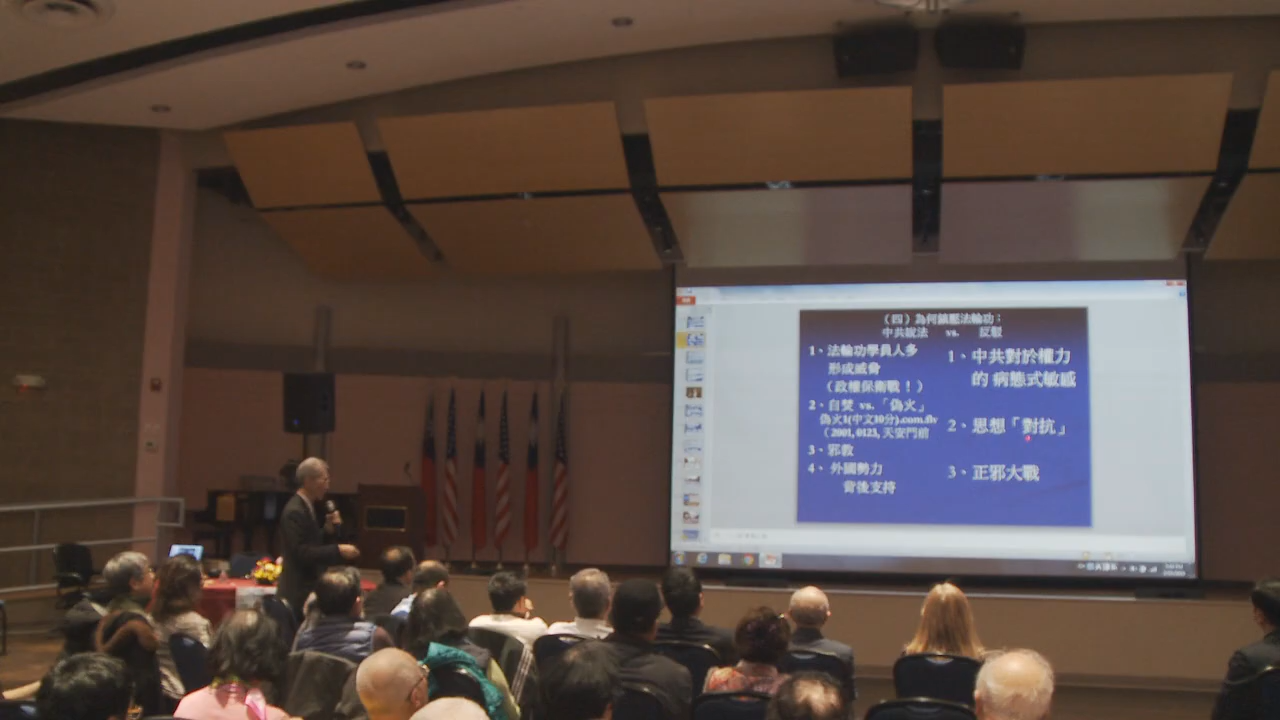 (四)為何鎮壓法輪功:
中共說法 vs. 反駁
1、法輪功學員人多
形成威脅
(政權保衛戰!)
2、自焚 vs.「偽火」
偽火1(中文10分).com.flv
(2001, 0123, 天安門前
3、邪教
4、外國勢力
背後支持
1、中共對於權力
的 病態式敏感
2、思想「對抗」
3、正邪大戰